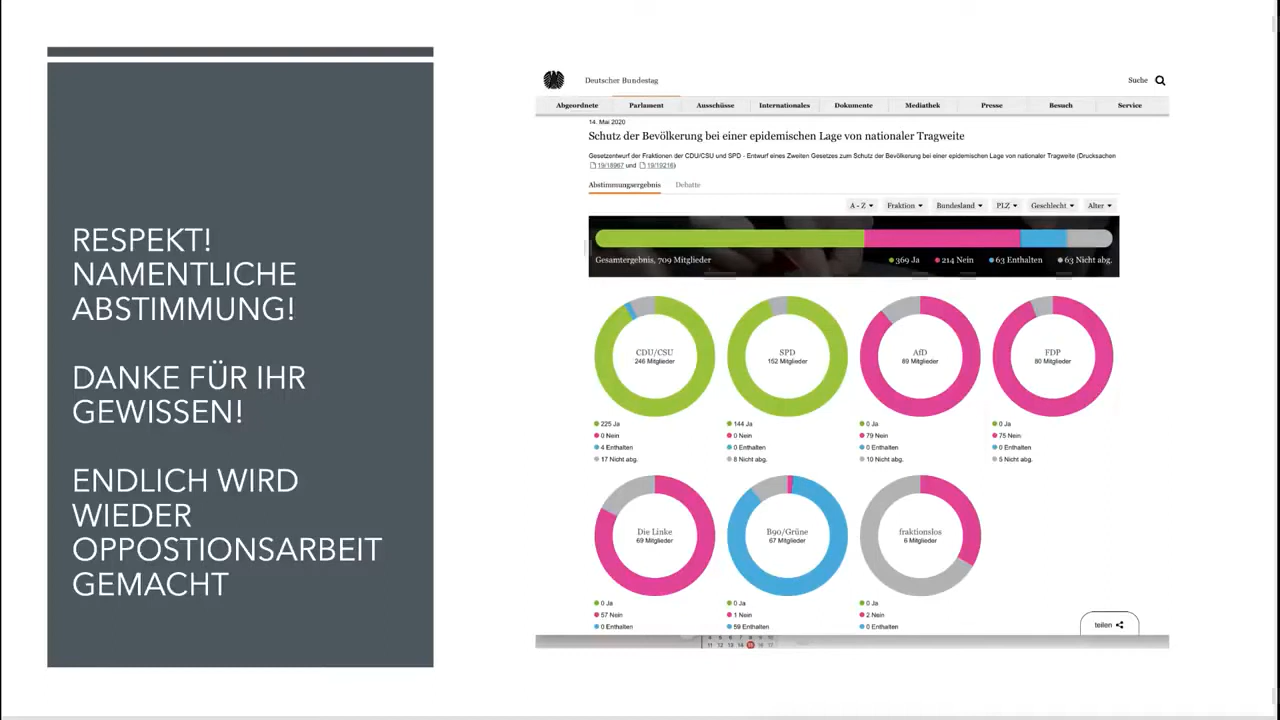 RESPEKT!
NAMENTLICHE
ABSTIMMUNG!
DANKE FÜR IHR
GEWISSEN!
ENDLICH WIRD
WIEDER
OPPOSTIONSARBEIT
GEMACHT
Deutscher Bundestag
Suche
Abgeordnete Parlament Ausschüsse Internationales Dokumente Mediathek Presse Besuch Service
14. Mai 2020
Schutz der Bevölkerung bei einer epidemischen Lage von nationaler Tragweite
Gesetzentwurf der Fraktionen der CDU/CSU und SPD - Entwurf eines Zweiten Gesetzes zum Schutz der Bevölkerung bei einer epidemischen Lage von nationaler Tragweite (Drucksachen
19/18967 und 19/19216)
Abstimmungsergebnis Debatte
A - Z Fraktion Bundesland PLZ Geschlecht Alter
Gesamtergebnis, 709 Mitglieder 369 Ja 214 Nein 63 Enthalten 63 Nicht abg.
CDU/CSU
246 Mitglieder
225 Ja
0 Nein
4 Enthalten
17 Nicht abg.
SPD
152 Mitglieder
144 Ja
0 Nein
0 Enthalten
8 Nicht abg.
AfD
89 Mitglieder
0 Ja
79 Nein
0 Enthalten
10 Nicht abg.
FDP
80 Mitglieder
0 Ja
75 Nein
0 Enthalten
5 Nicht abg.
Die Linke
69 Mitglieder
0 Ja
57 Nein
0 Enthalten
B90/Grüne
67 Mitglieder
0 Ja
1 Nein
59 Enthalten
fraktionslos
6 Mitglieder
0 Ja
2 Nein
0 Enthalten
teilen
11 12 13 14 15 16 17